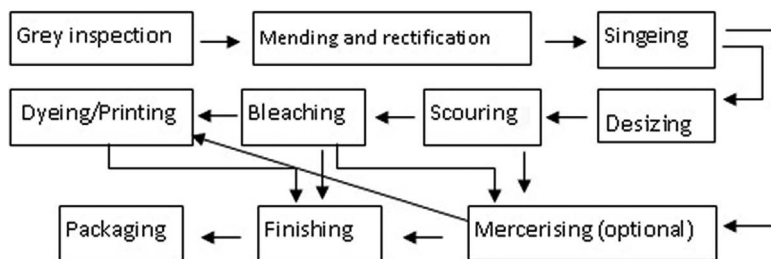 Grey inspection
Mending and rectification
Singeing
Dyeing/Printing
Bleaching
Scouring
Desizing
Packaging
Finishing
Mercerising (optional)